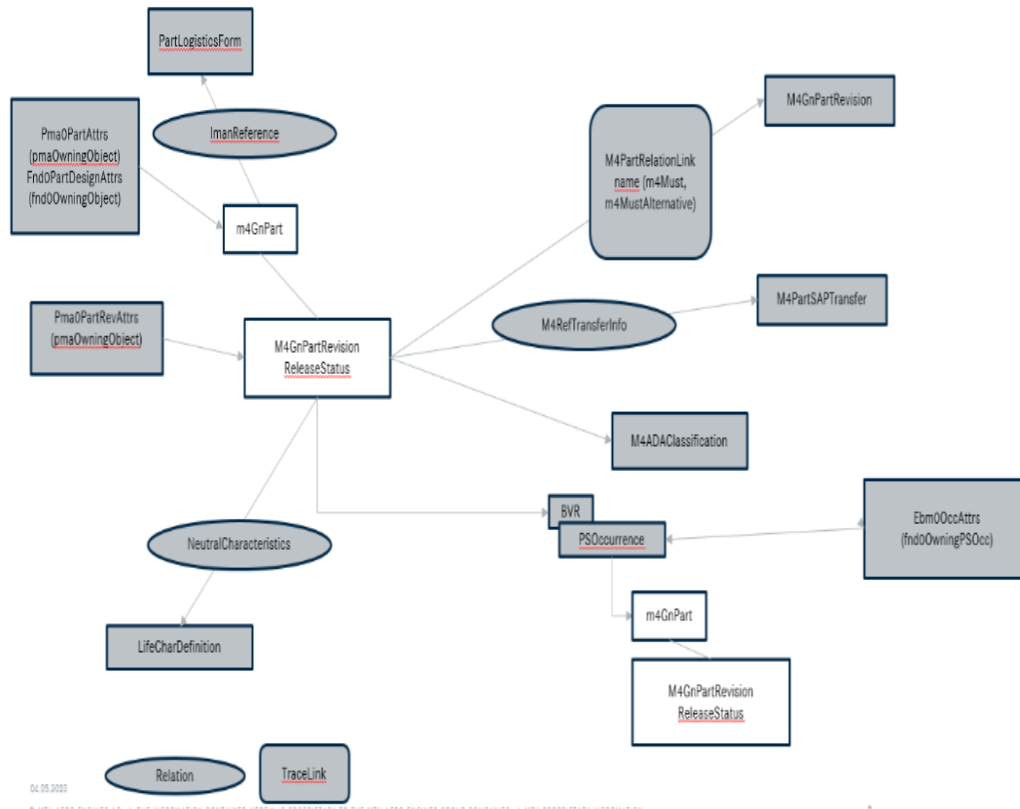 PartLogisticsForm
ImanReference
Pma0PartAttrs
(pmaOwningObject)
Fnd0PartDesignAttrs
(fnd0OwningObject)
m4GnPart
M4GnPartRevision
M4PartRelationLink
name (m4Must,
m4MustAlternative)
M4PartSAPTransfer
M4RefTransferInfo
Pma0PartRevAttrs
(pmaOwningObject)
M4GnPartRevision
ReleaseStatus
M4ADAClassification
BVR
PSOccurrence
Ebm0OccAttrs
(fnd0OwningPSOcc)
NeutralCharacteristics
m4GnPart
LifeCharDefinition
M4GnPartRevision
ReleaseStatus
Relation
TraceLink
04.05.2023